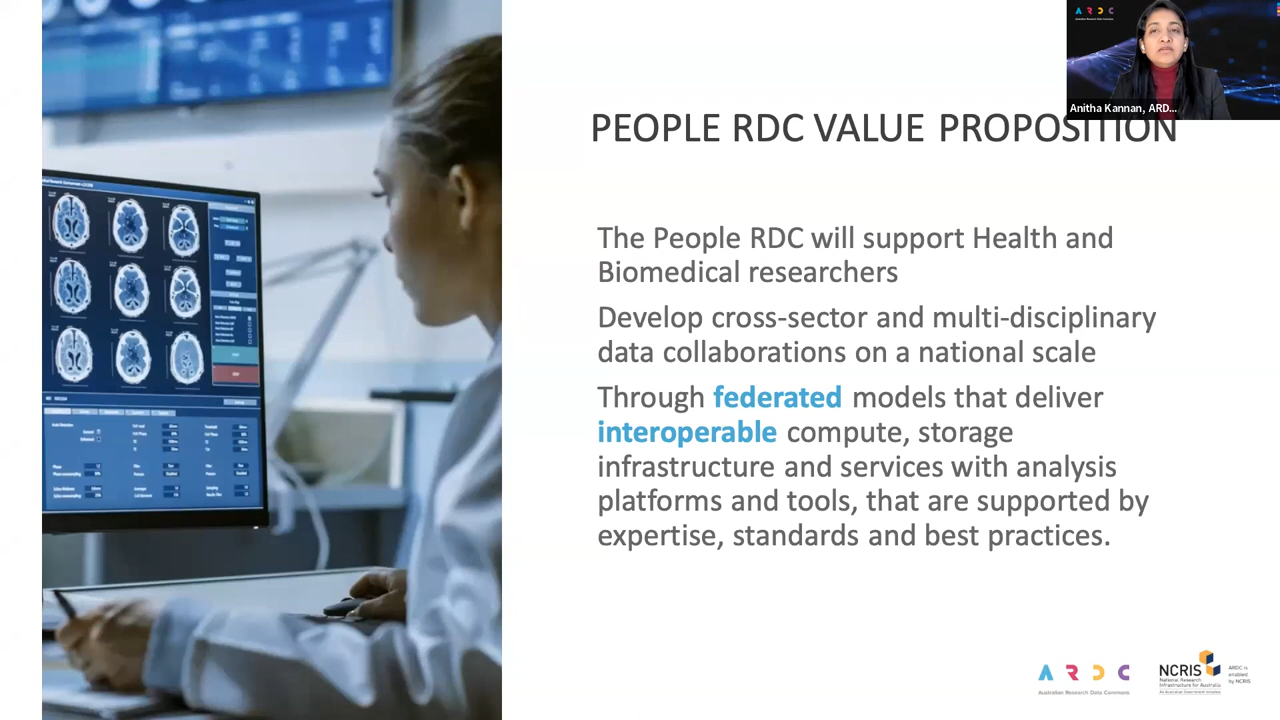 A R D C
Anitha Kannan, ARD...
PEOPLE RDC VALUE PROPOSITION
The People RDC will support Health and
Biomedical researchers
Develop cross-sector and multi-disciplinary
data collaborations on a national scale
Through federated models that deliver
interoperable compute, storage
infrastructure and services with analysis
platforms and tools, that are supported by
expertise, standards and best practices.
A R D C
Australian Research Data Commons
NCRIS
National Research
Infrastructure for Australia
An Australian Government Initiative
ARDC is
enabled
by NCRIS